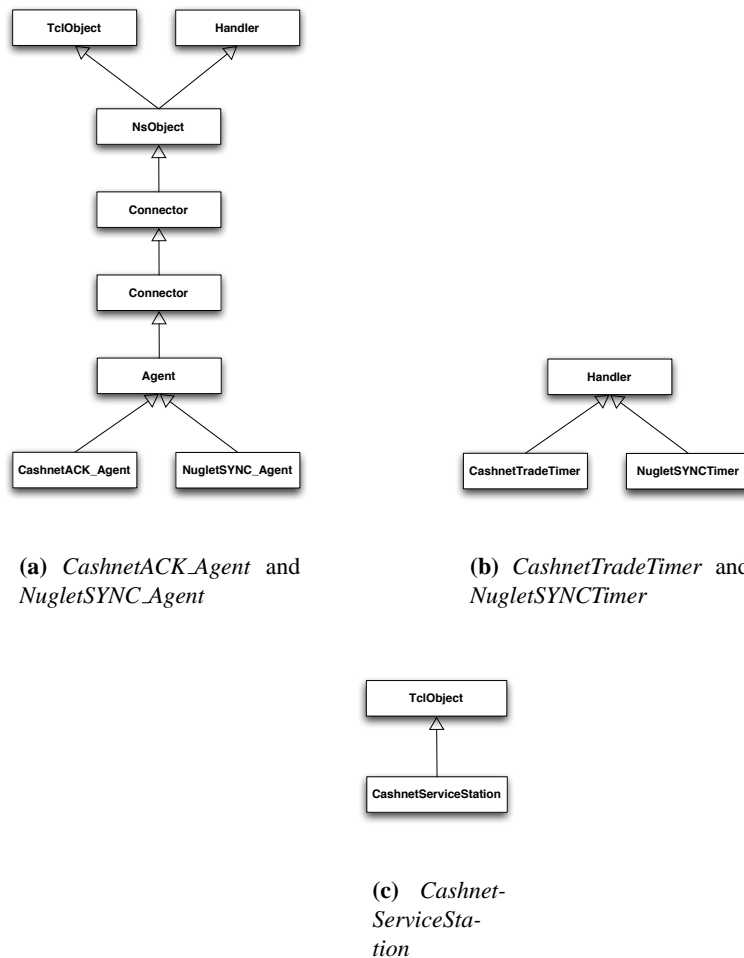 TclObject
Handler
NsObject
Connector
Connector
Agent
CashnetACK_Agent
NugletSYNC_Agent
(a) CashnetACK_Agent and
NugletSYNC_Agent
Handler
CashnetTradeTimer
NugletSYNCTimer
(b) CashnetTradeTimer and
NugletSYNCTimer
TclObject
CashnetServiceStation
(c) Cashnet-
ServiceSta-
tion